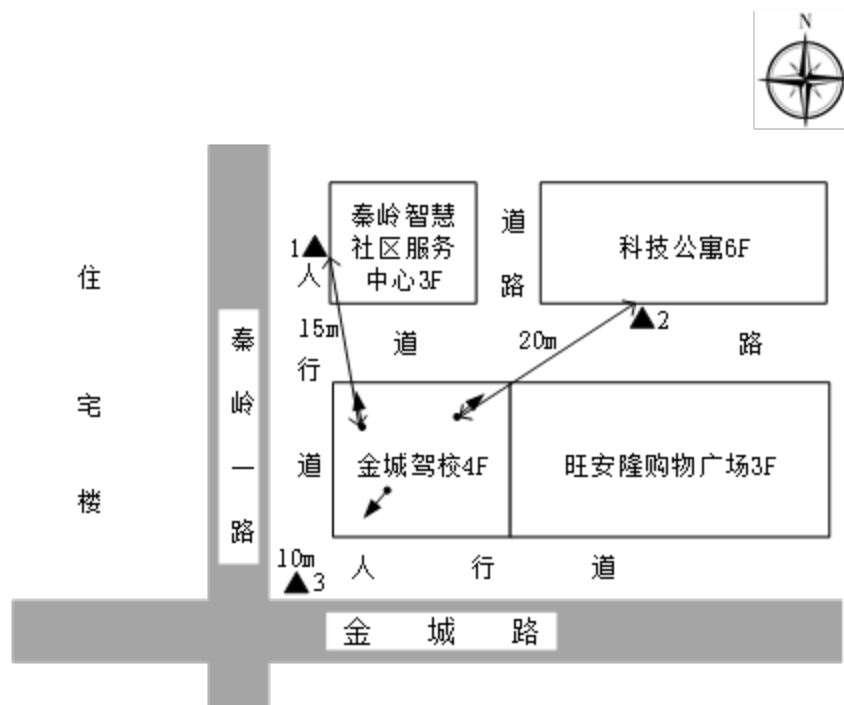 N
秦岭智慧
社区服务
中心3F
道路
科技公寓6F
1
人行道
住宅楼
15m
道
20m
2
路
秦岭一路
金城驾校4F
旺安隆购物广场3F
10m
3
人行道
金城路